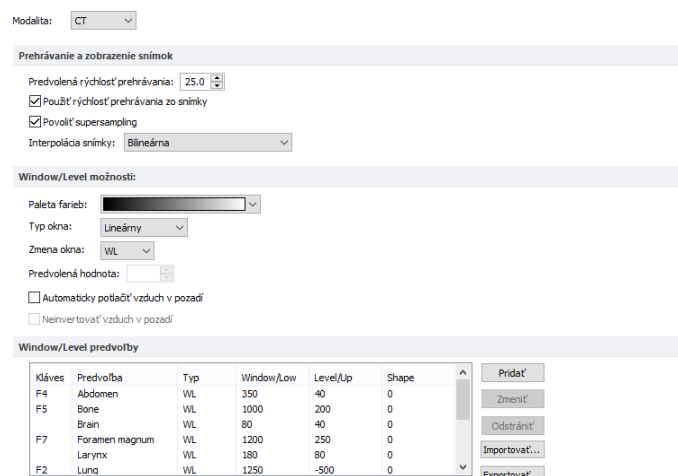 Modalita: CT
Prehrávanie a zobrazenie snímok
Predvolená rýchlosť prehrávania: 25.0
Použiť rýchlosť prehrávania zo snímky
Povoliť supersampling
Interpolácia snímky: Bilineárna
Window/Level možnosti:
Paleta farieb:
Typ okna: Lineárny
Zmena okna: WL
Predvolená hodnota:
Automaticky potlačiť vzduch v pozadí
Neinvertovať vzduch v pozadí
Window/Level predvoľby
Kláves Predvoľba Typ Window/Low Level/Up Shape
F4 Abdomen WL 350 40 0
F5 Bone WL 1000 200 0
Brain WL 80 40 0
F7 Foramen magnum WL 1200 250 0
Larynx WL 180 80 0
F2 Lung WL 1250 -500 0
Pridať
Zmeniť
Odstrániť
Importovať...
Exportovať...